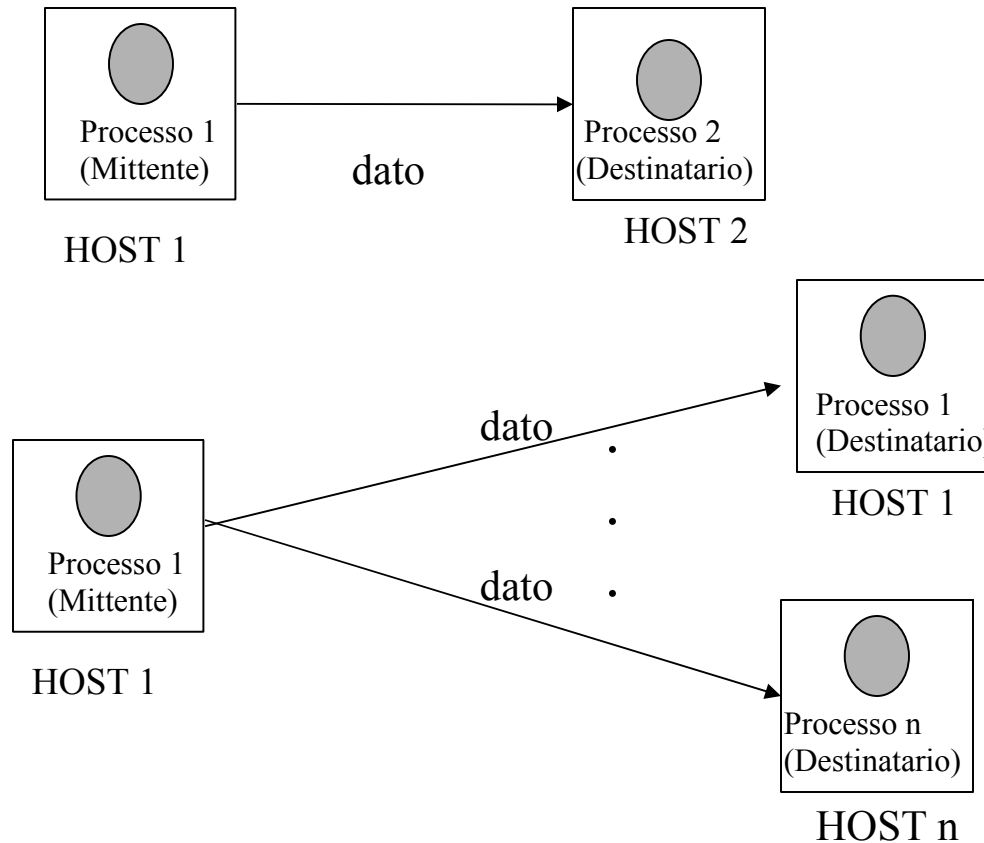 Processo 1
(Mittente)
HOST 1
dato
Processo 2
(Destinatario)
HOST 2
Processo 1
(Mittente)
HOST 1
dato
dato
Processo 1
(Destinatario)
HOST 1
Processo n
(Destinatario)
HOST n